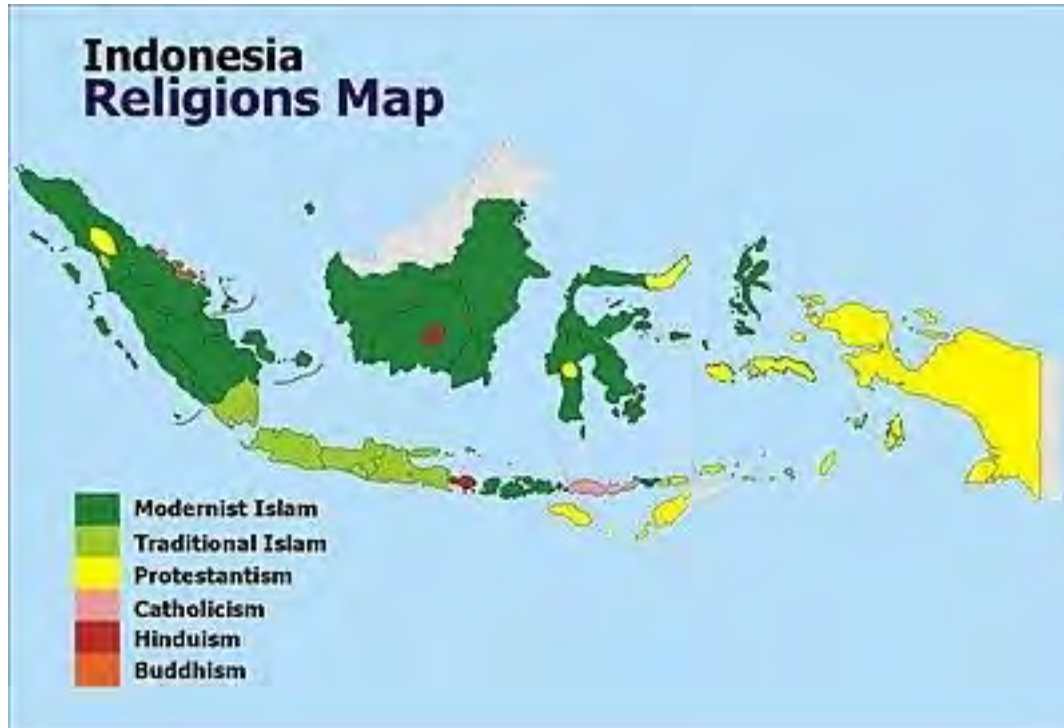 Indonesia
Religions Map
Modernist Islam
Traditional Islam
Protestantism
Catholicism
Hinduism
Buddhism